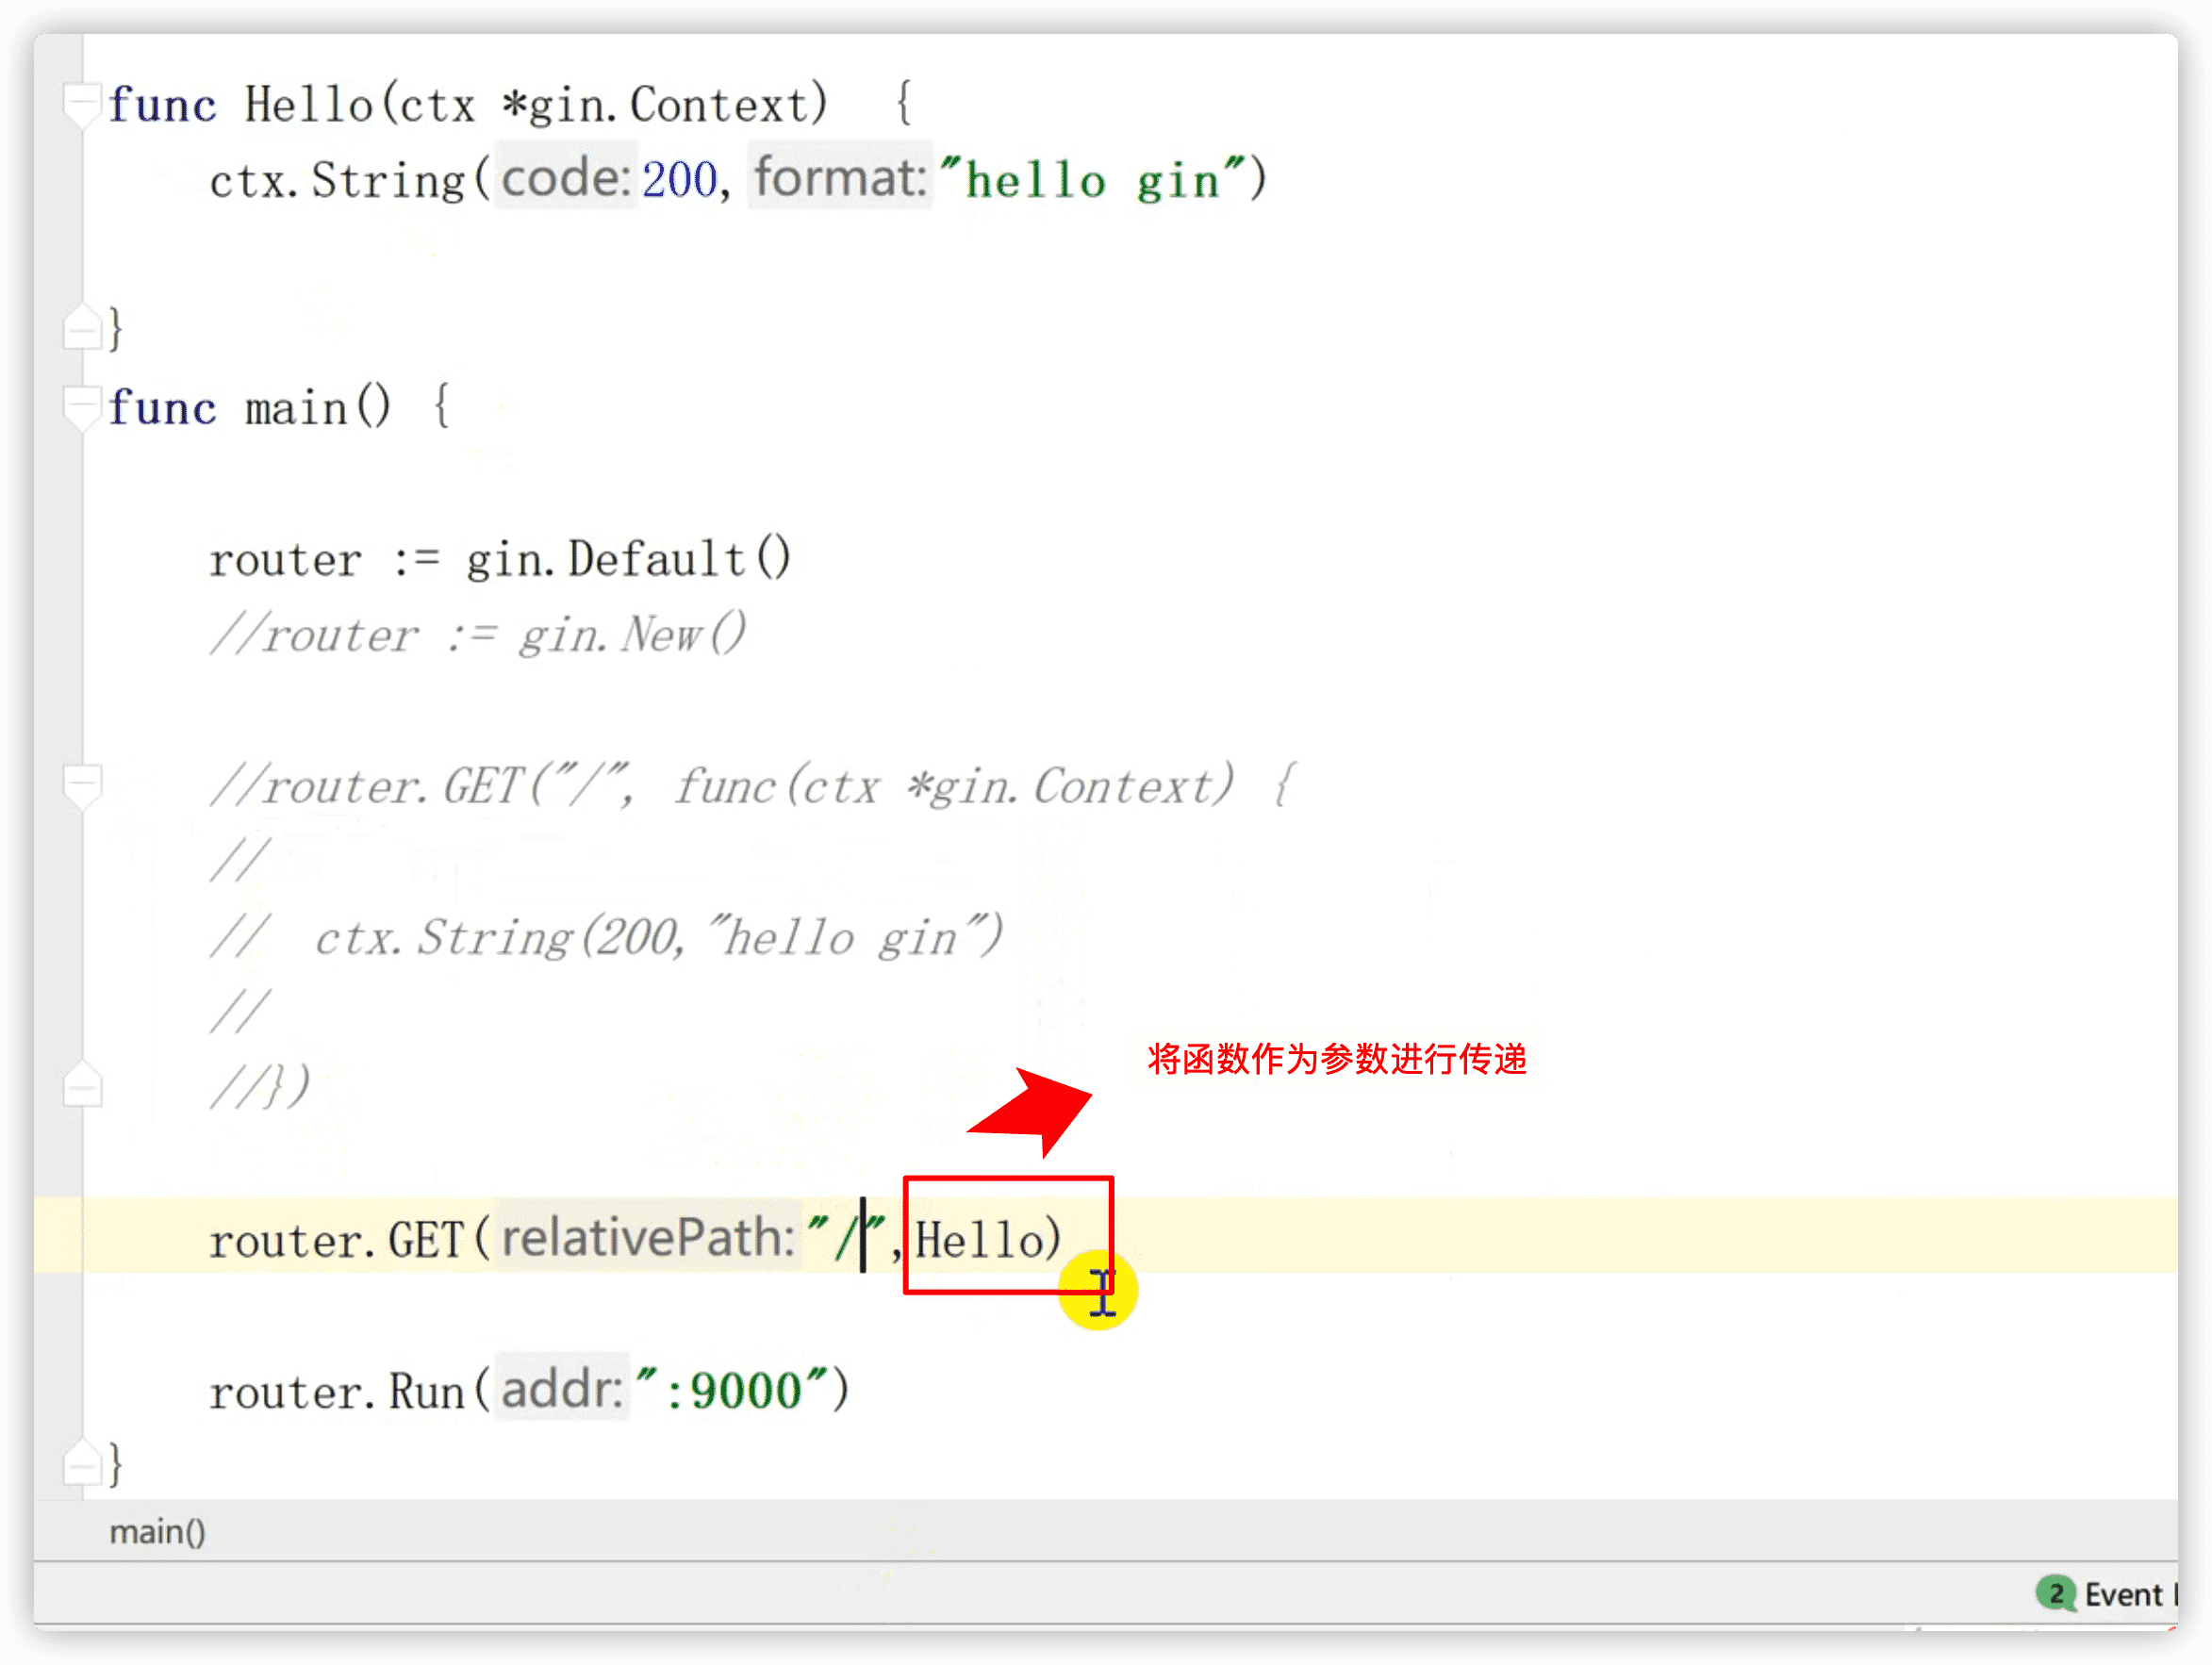 func Hello(ctx *gin.Context)  {
ctx.String( code: 200, format: "hello gin")
}
func main() {
router := gin.Default()
//router := gin.New()
//router.GET("/", func(ctx *gin.Context) {
//
//  ctx.String(200,"hello gin")
//
//})
将函数作为参数进行传递
router.GET( relativePath: "/",Hello)
router.Run( addr: ":9000")
}
main()
2 Event